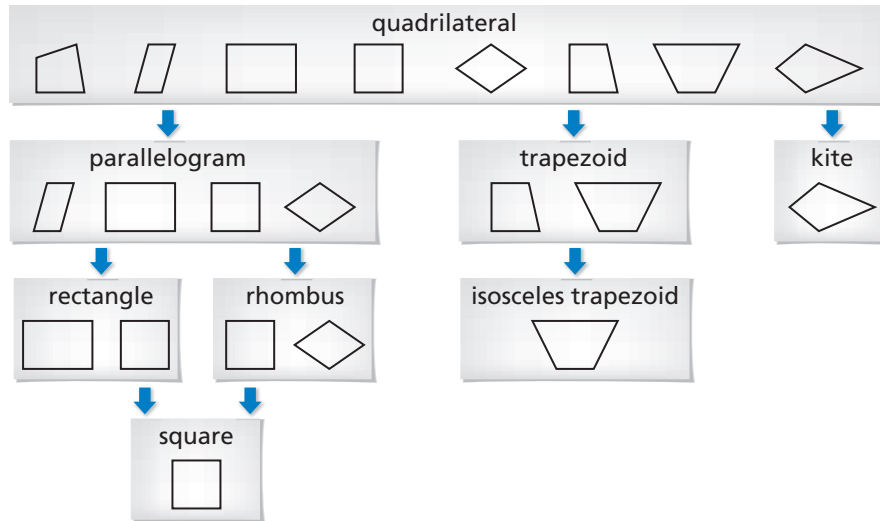 quadrilateral
parallelogram
trapezoid
kite
rectangle
rhombus
isosceles trapezoid
square